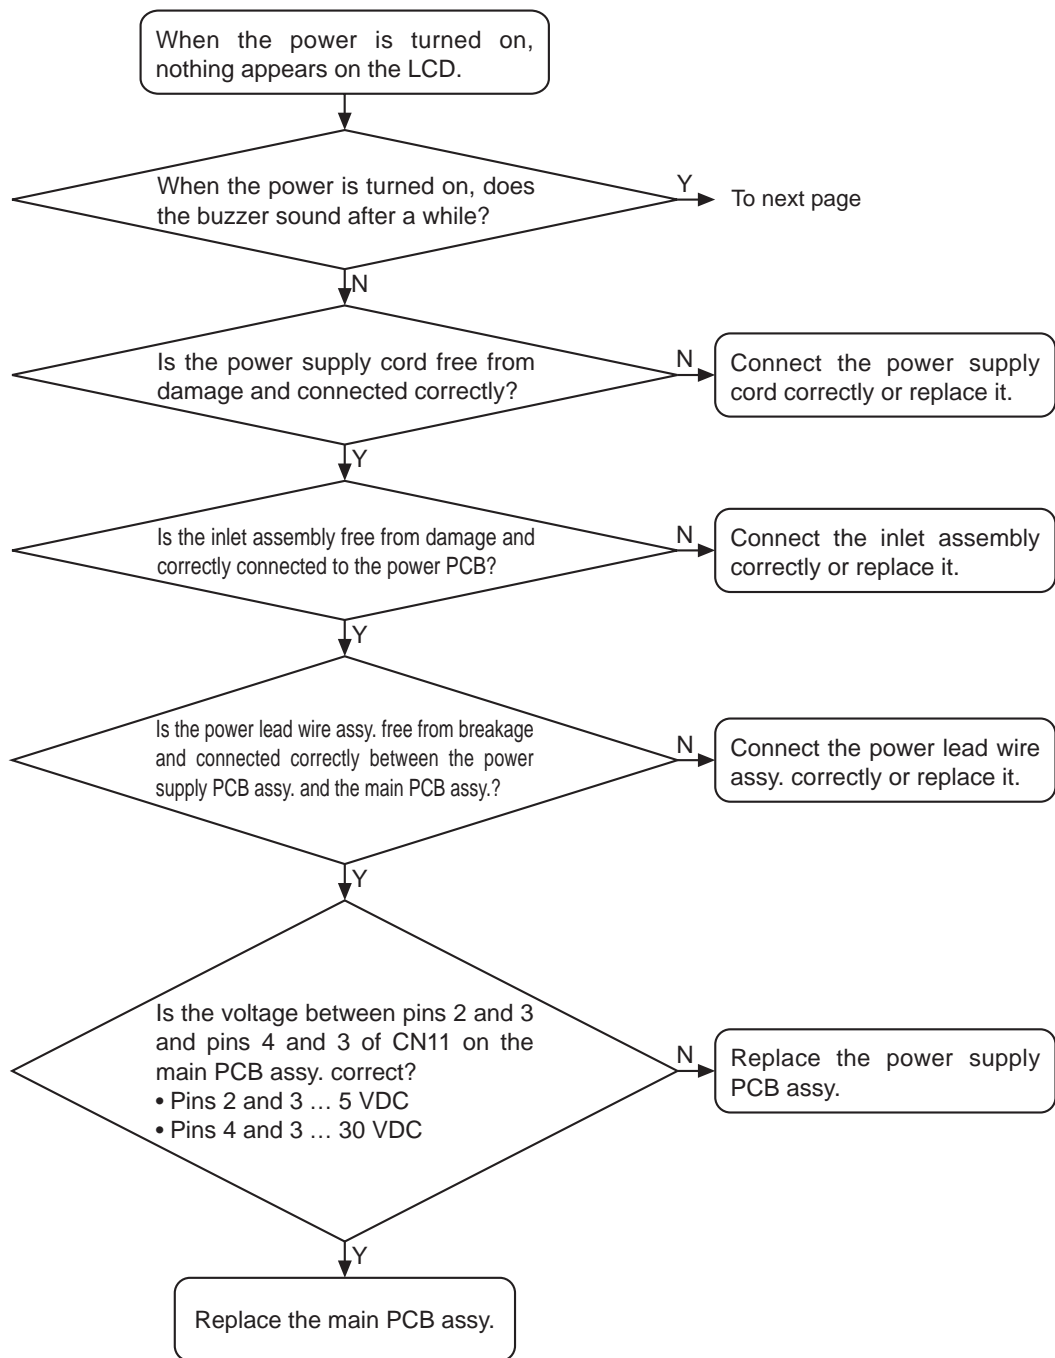 When the power is turned on,
nothing appears on the LCD.
When the power is turned on, does
the buzzer sound after a while?
Y
To next page
N
Is the power supply cord free from
damage and connected correctly?
N
Connect the power supply
cord correctly or replace it.
Y
Is the inlet assembly free from damage and
correctly connected to the power PCB?
N
Connect the inlet assembly
correctly or replace it.
Y
Is the power lead wire assy. free from breakage
and connected correctly between the power
supply PCB assy. and the main PCB assy.?
N
Connect the power lead wire
assy. correctly or replace it.
Y
Is the voltage between pins 2 and 3
and pins 4 and 3 of CN11 on the
main PCB assy. correct?
• Pins 2 and 3 … 5 VDC
• Pins 4 and 3 … 30 VDC
N
Replace the power supply
PCB assy.
Y
Replace the main PCB assy.